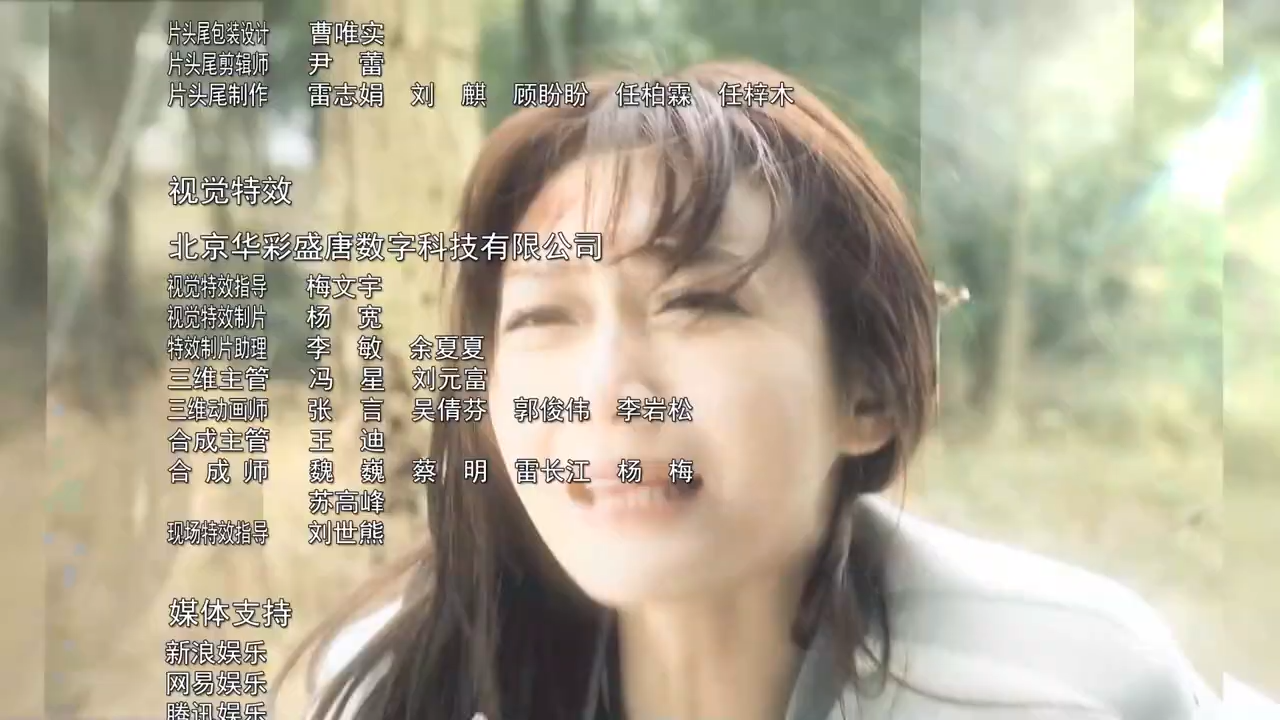 片头尾包装设计 曹唯实
片头尾剪辑师 尹 蕾
片头尾制作 雷志娟 刘 麒 顾盼盼 任柏霖 任梓木
视觉特效
北京华彩盛唐数字科技有限公司
视觉特效指导 梅文宇
视觉特效制片 杨 宽
特效制片助理 李 敏 余夏夏
三维主管 冯 星 刘元富
三维动画师 张 言 吴倩芬 郭俊伟 李岩松
合成主管 王 迪
合 成 师 魏 巍 蔡 明 雷长江 杨 梅
苏高峰
现场特效指导 刘世熊
媒体支持
新浪娱乐
网易娱乐
腾讯娱乐